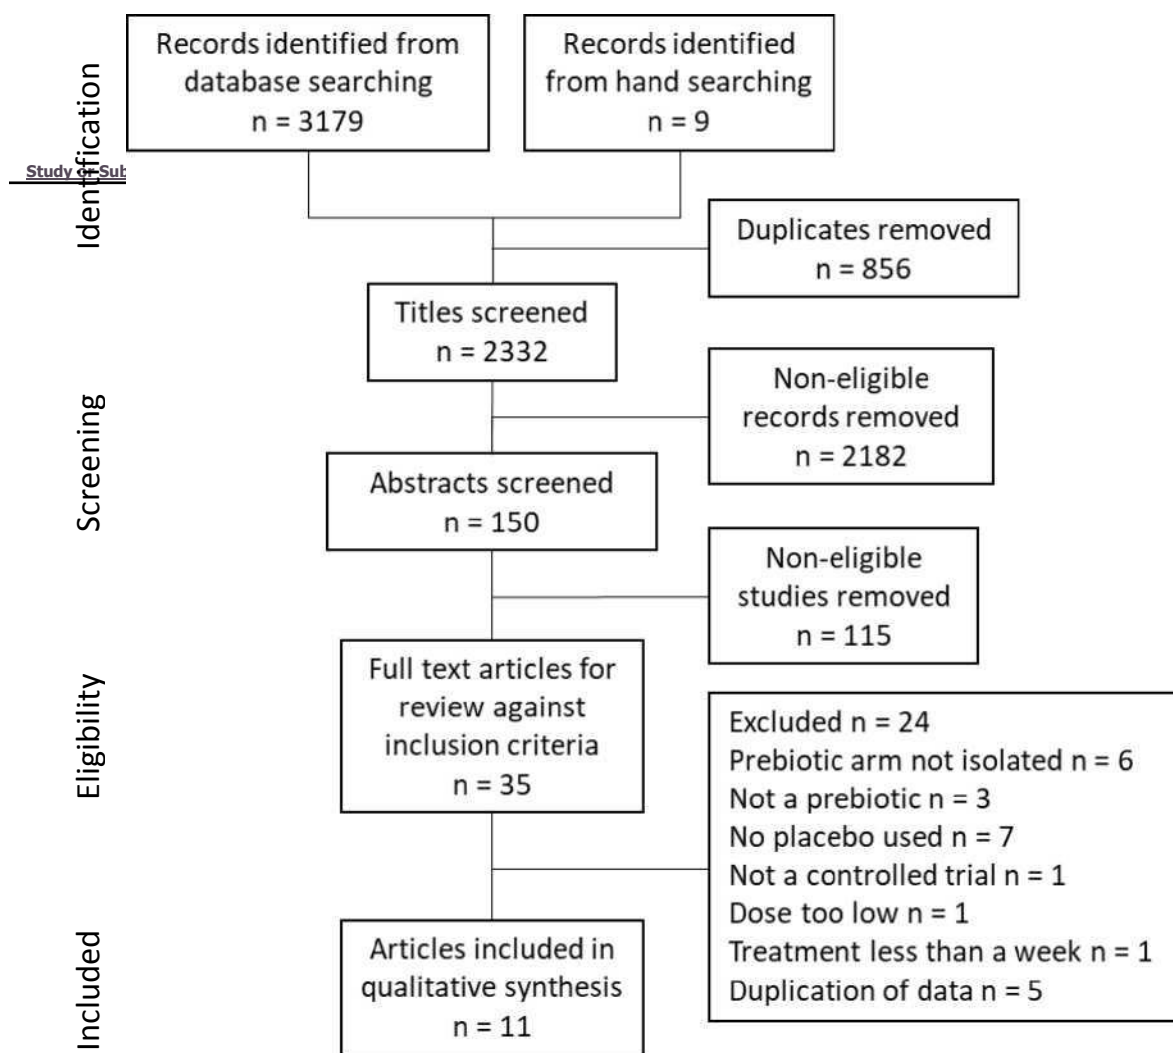 Identification
Records identified from
database searching
n = 3179
Records identified
from hand searching
n = 9
Study or Sub
Duplicates removed
n = 856
Titles screened
n = 2332
Screening
Non-eligible
records removed
n = 2182
Abstracts screened
n = 150
Non-eligible
studies removed
n = 115
Eligibility
Full text articles for
review against
inclusion criteria
n = 35
Excluded n = 24
Prebiotic arm not isolated n = 6
Not a prebiotic n = 3
No placebo used n = 7
Not a controlled trial n = 1
Dose too low n = 1
Treatment less than a week n = 1
Duplication of data n = 5
Included
Articles included in
qualitative synthesis
n = 11